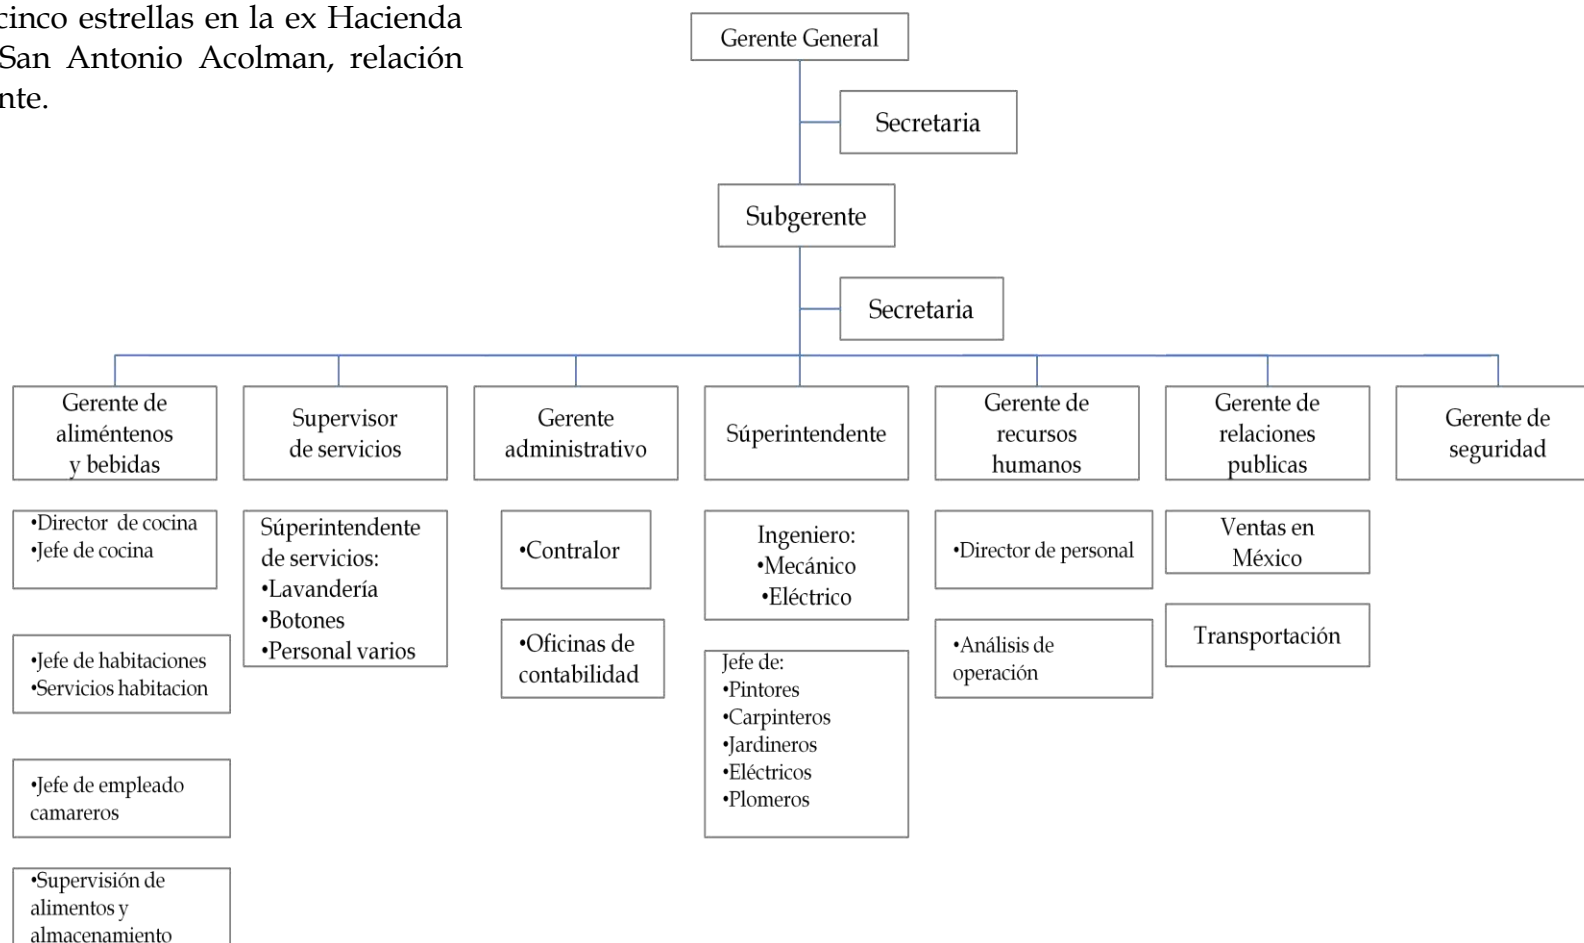 cinco estrellas en la ex Hacienda
San Antonio Acolman, relación
nte.
Gerente General
Secretaria
Subgerente
Secretaria
Gerente de
aliméntenos
y bebidas
Supervisor
de servicios
Gerente
administrativo
Súperintendente
Gerente de
recursos
humanos
Gerente de
relaciones
publicas
Gerente de
seguridad
•Director de cocina
•Jefe de cocina
•Jefe de habitaciones
•Servicios habitacion
•Jefe de empleado
camareros
•Supervisión de
alimentos y
almacenamiento
Súperintendente
de servicios:
•Lavandería
•Botones
•Personal varios
•Contralor
•Oficinas de
contabilidad
Ingeniero:
•Mecánico
•Eléctrico
Jefe de:
•Pintores
•Carpinteros
•Jardineros
•Eléctricos
•Plomeros
•Director de personal
•Análisis de
operación
Ventas en
México
Transportación